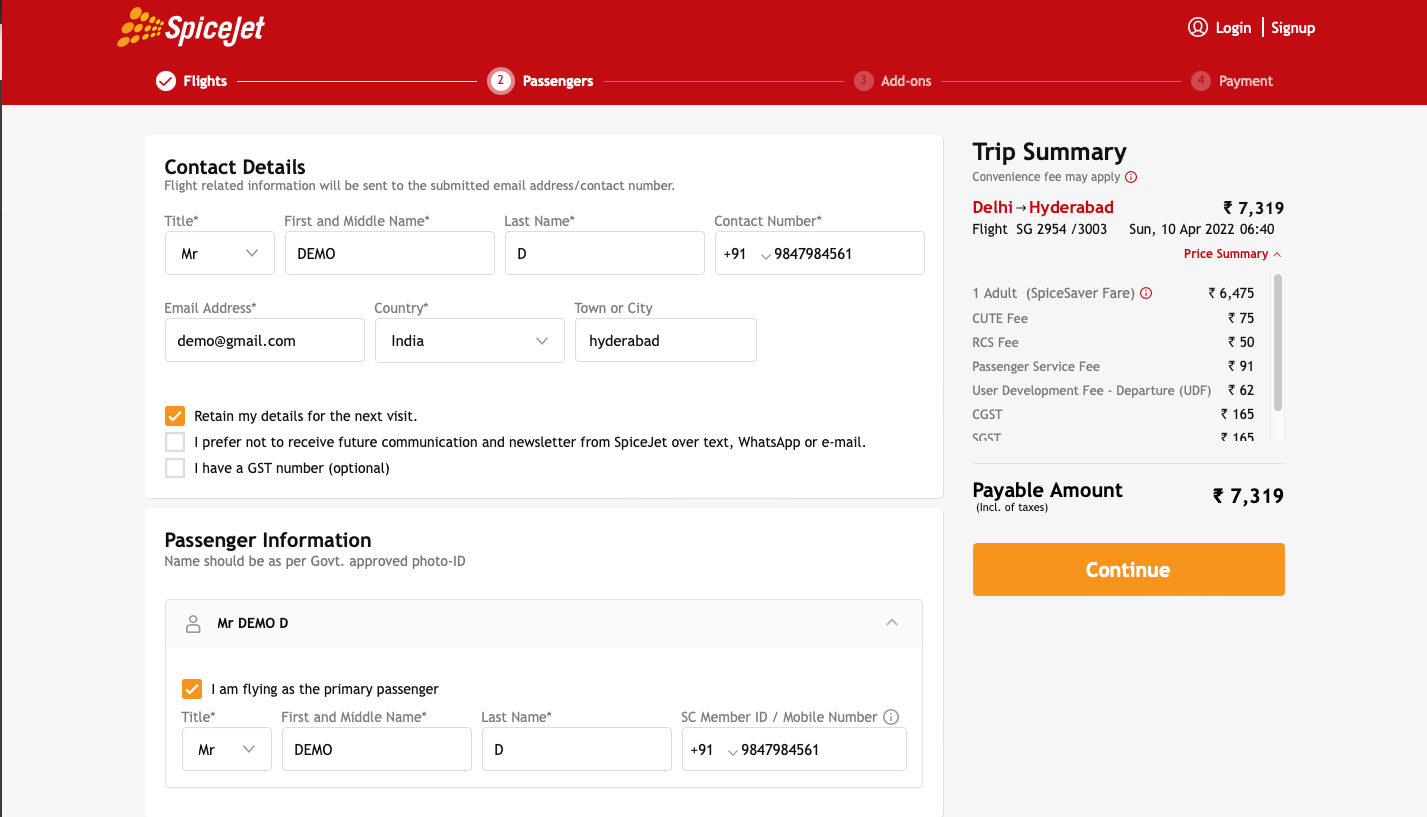 SpiceJet
Login | Signup
Flights
2 Passengers
3 Add-ons
4 Payment
Contact Details
Flight related information will be sent to the submitted email address/contact number.
Title* First and Middle Name* Last Name* Contact Number*
Mr DEMO D +91 9847984561
Email Address* Country* Town or City
demo@gmail.com India hyderabad
Retain my details for the next visit.
I prefer not to receive future communication and newsletter from SpiceJet over text, WhatsApp or e-mail.
I have a GST number (optional)
Passenger Information
Name should be as per Govt. approved photo-ID
Mr DEMO D
I am flying as the primary passenger
Title* First and Middle Name* Last Name* SC Member ID / Mobile Number
Mr DEMO D +91 9847984561
Trip Summary
Convenience fee may apply
Delhi→Hyderabad ₹ 7,319
Flight SG 2954 /3003 Sun, 10 Apr 2022 06:40
Price Summary
1 Adult (SpiceSaver Fare) ₹ 6,475
CUTE Fee ₹ 75
RCS Fee ₹ 50
Passenger Service Fee ₹ 91
User Development Fee - Departure (UDF) ₹ 62
CGST ₹ 165
SGST ₹ 165
Payable Amount ₹ 7,319
(Incl. of taxes)
Continue